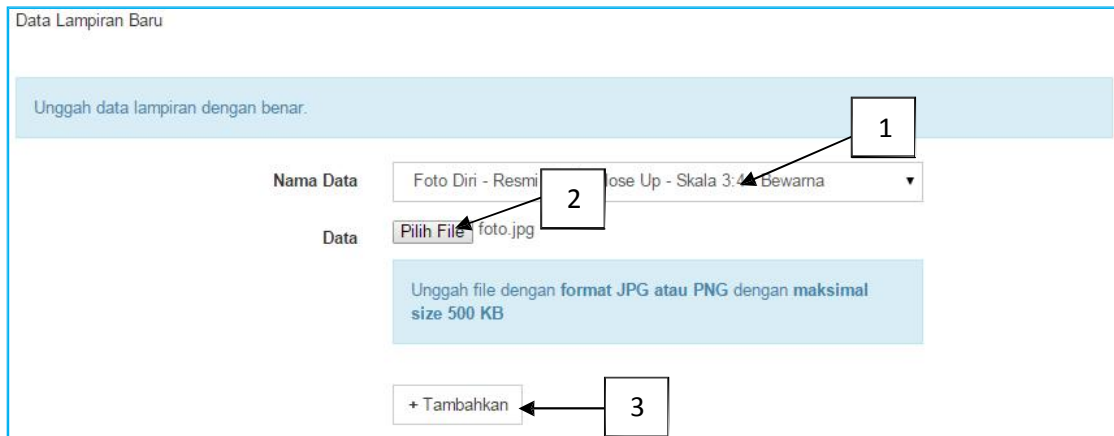 Data Lampiran Baru
Unggah data lampiran dengan benar.
1
Nama Data Foto Diri - Resmi lose Up - Skala 3:4 Bewarna
2
Data Pilih File foto.jpg
Unggah file dengan format JPG atau PNG dengan maksimal
size 500 KB
+ Tambahkan
3